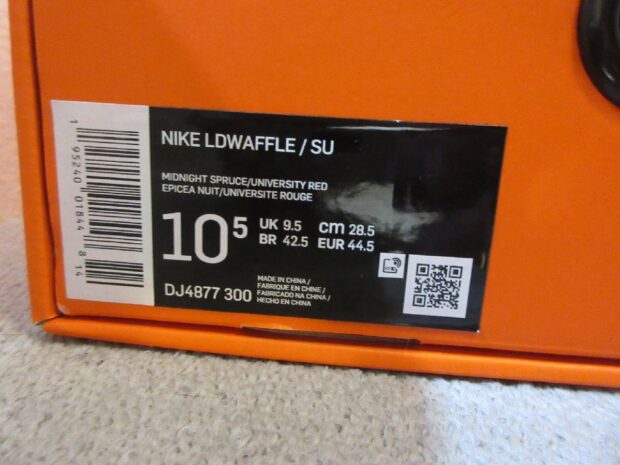 NIKE LDWAFFLE / SU
MIDNIGHT SPRUCE/UNIVERSITY RED
EPICEA NUIT/UNIVERSITE ROUGE
10⁵ UK 9.5 cm 28.5
BR 42.5 EUR 44.5
DJ4877 300
MADE IN CHINA /
FABRIQUE EN CHINE /
FABRICADO NA CHINA /
HECHO EN CHINA
1 95240 01844 8 14